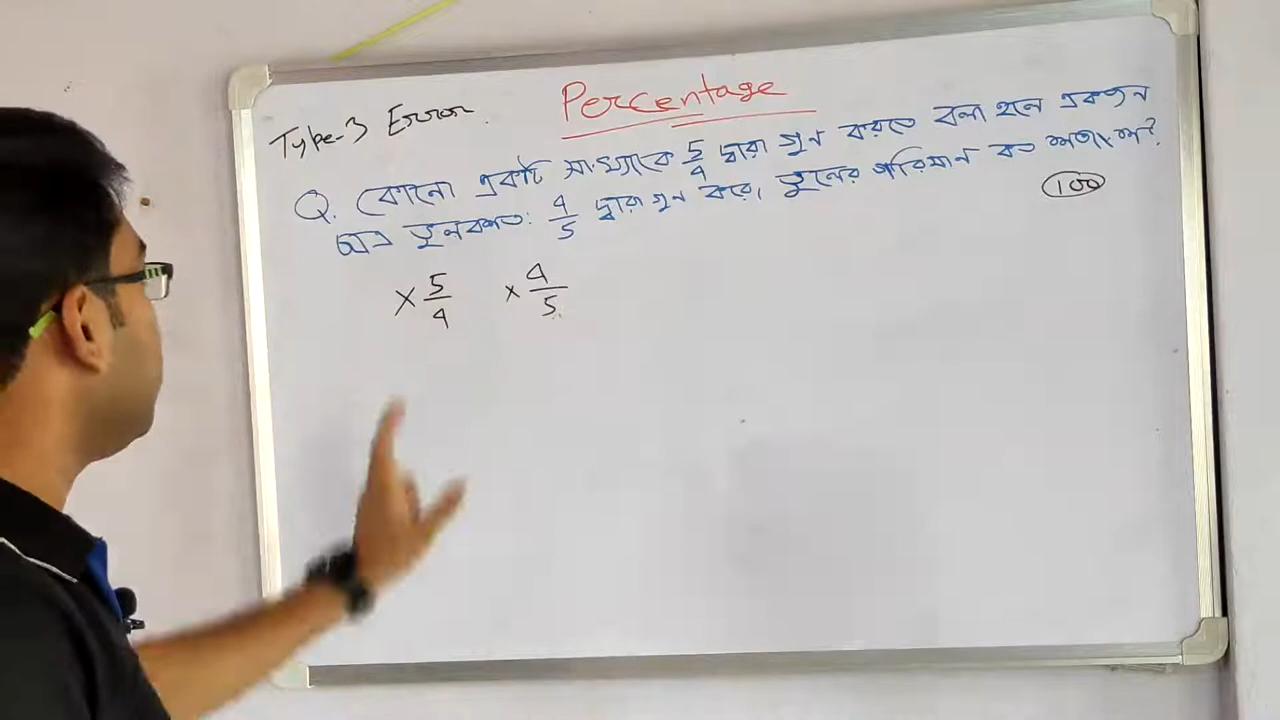 Percentage
Type-3 Error.
Q. কোনো একটি সংখ্যাকে 5/4 দ্বারা গুন করতে বলা হলে একজন
ছাত্র ভুলবশতঃ 4/5 দ্বারা গুন করে। ভুলের পরিমান কত শতাংশ?
100
× 5/4 × 4/5